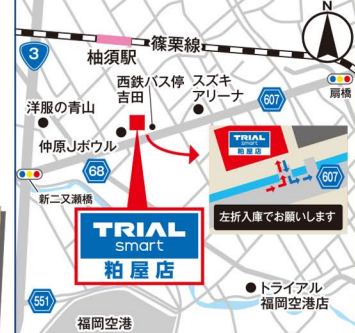 N
3
篠栗線
柚須駅
西鉄バス停
吉田
スズキ
アリーナ
607
扇橋
洋服の青山
仲原Jボウル
TRIAL
smart
粕屋店
607
68
新二又瀬橋
左折入庫でお願いします
TRIAL
smart
粕屋店
トライアル
福岡空港店
551
福岡空港